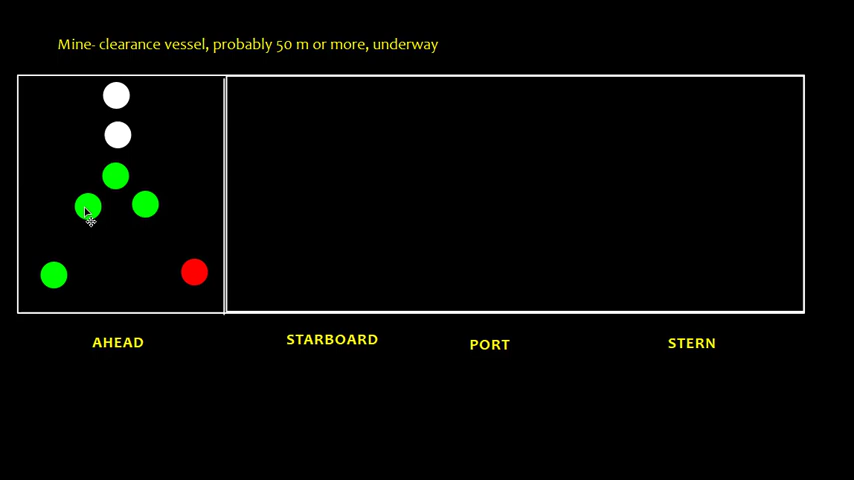 Mine- clearance vessel, probably 50 m or more, underway
AHEAD
STARBOARD
PORT
STERN